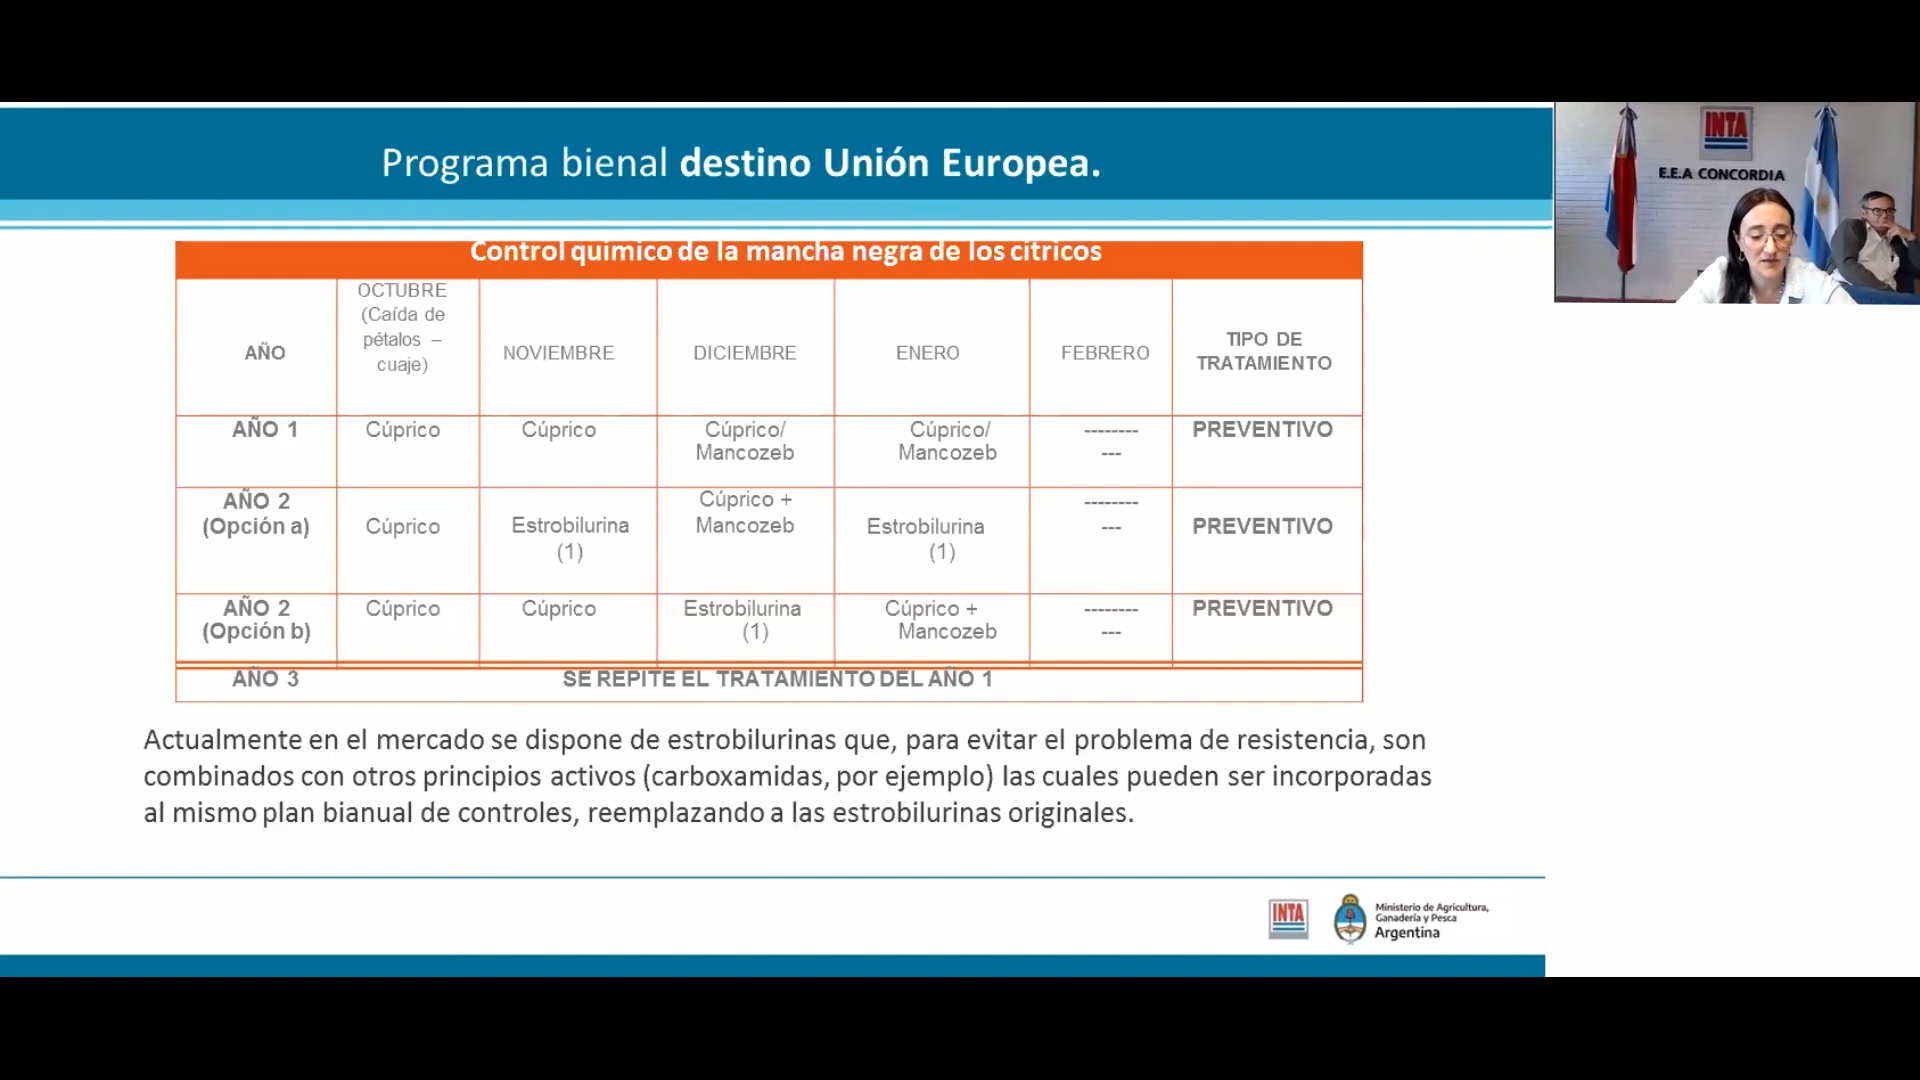 Programa bienal destino Unión Europea.
INTA
E.E.A CONCORDIA
Control químico de la mancha negra de los cítricos
AÑO
OCTUBRE
(Caída de
pétalos –
cuaje)
NOVIEMBRE
DICIEMBRE
ENERO
FEBRERO
TIPO DE
TRATAMIENTO
AÑO 1
Cúprico
Cúprico
Cúprico/
Mancozeb
Cúprico/
Mancozeb
--------
---
PREVENTIVO
AÑO 2
(Opción a)
Cúprico
Estrobilurina
(1)
Cúprico +
Mancozeb
Estrobilurina
(1)
--------
---
PREVENTIVO
AÑO 2
(Opción b)
Cúprico
Cúprico
Estrobilurina
(1)
Cúprico +
Mancozeb
--------
---
PREVENTIVO
AÑO 3
SE REPITE EL TRATAMIENTO DEL AÑO 1
Actualmente en el mercado se dispone de estrobilurinas que, para evitar el problema de resistencia, son
combinados con otros principios activos (carboxamidas, por ejemplo) las cuales pueden ser incorporadas
al mismo plan bianual de controles, reemplazando a las estrobilurinas originales.
INTA
Ministerio de Agricultura,
Ganadería y Pesca
Argentina